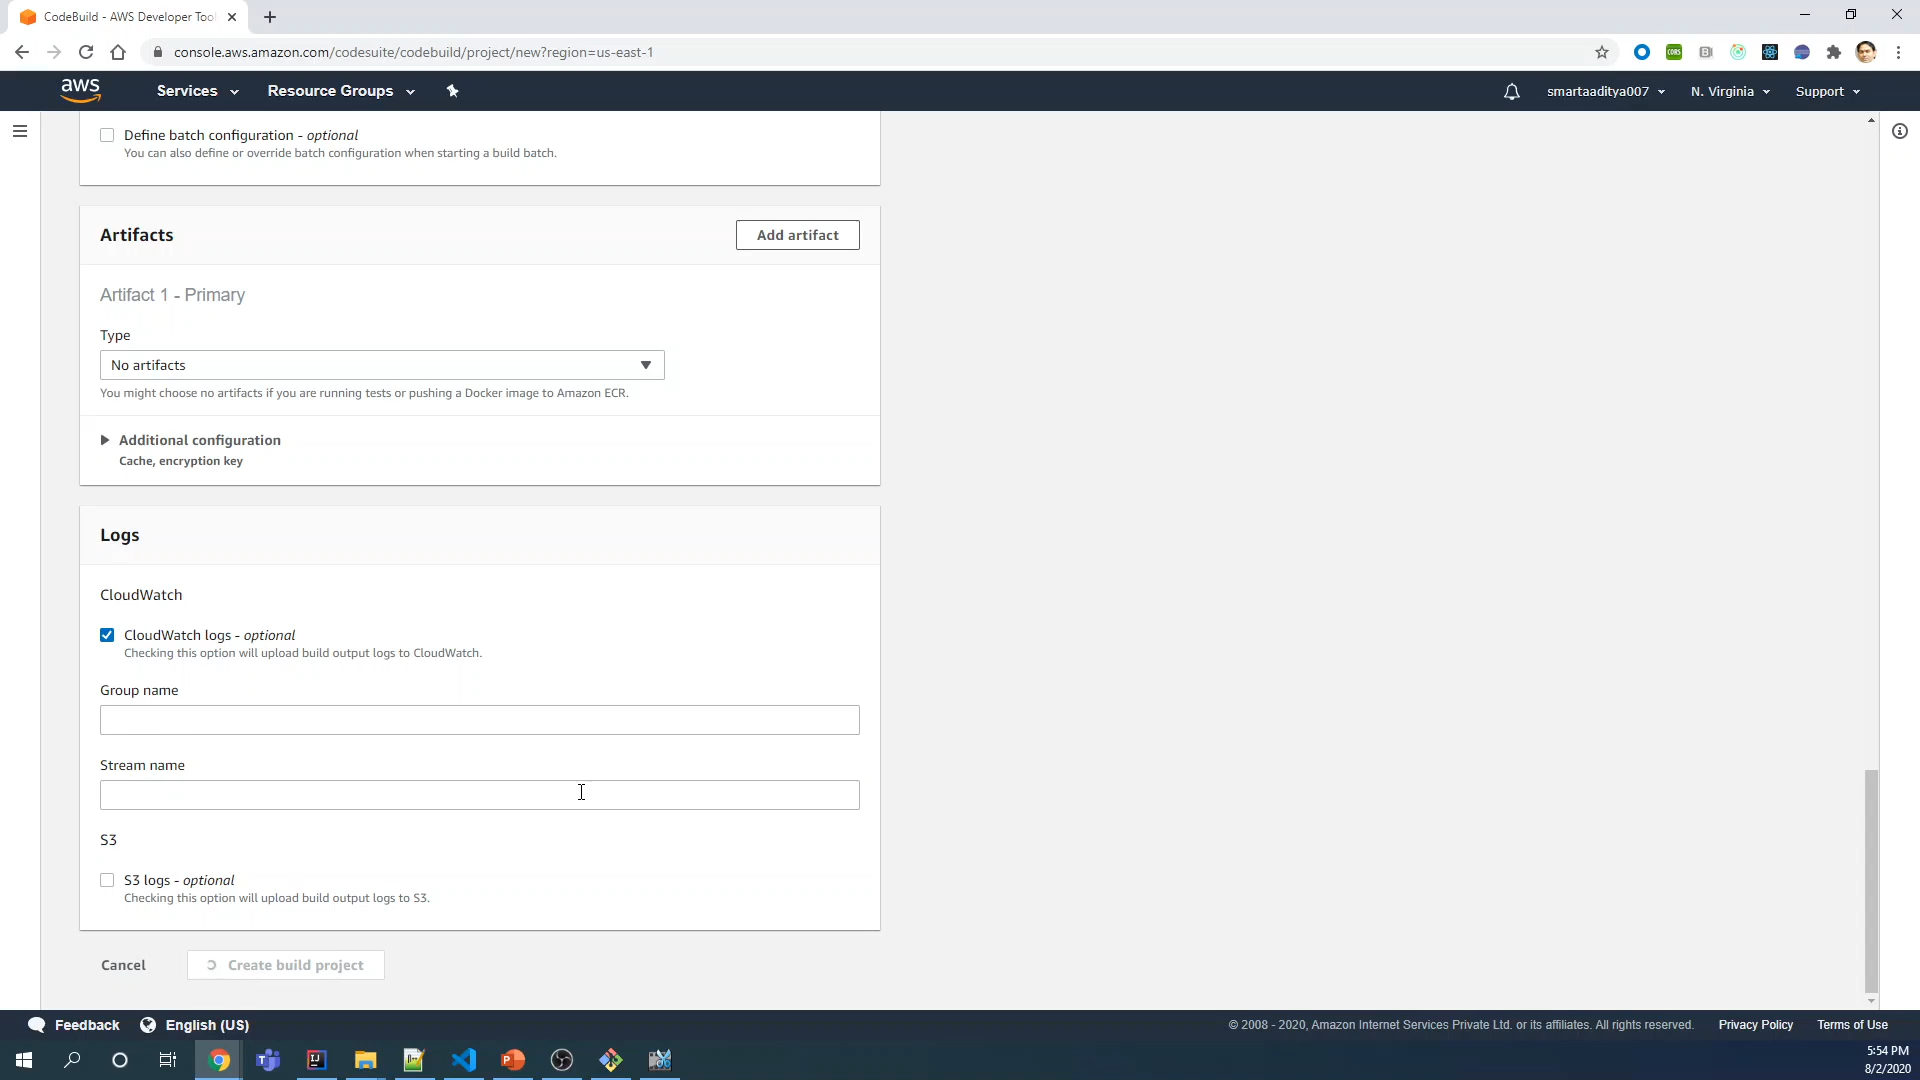 CodeBuild - AWS Developer Tool
console.aws.amazon.com/codesuite/codebuild/project/new?region=us-east-1
aws
Services
Resource Groups
smartaaditya007
N. Virginia
Support
Define batch configuration - optional
You can also define or override batch configuration when starting a build batch.
Artifacts
Add artifact
Artifact 1 - Primary
Type
No artifacts
You might choose no artifacts if you are running tests or pushing a Docker image to Amazon ECR.
Additional configuration
Cache, encryption key
Logs
CloudWatch
CloudWatch logs - optional
Checking this option will upload build output logs to CloudWatch.
Group name
Stream name
S3
S3 logs - optional
Checking this option will upload build output logs to S3.
Cancel
Create build project
Feedback
English (US)
© 2008 - 2020, Amazon Internet Services Private Ltd. or its affiliates. All rights reserved.
Privacy Policy
Terms of Use
5:54 PM
8/2/2020